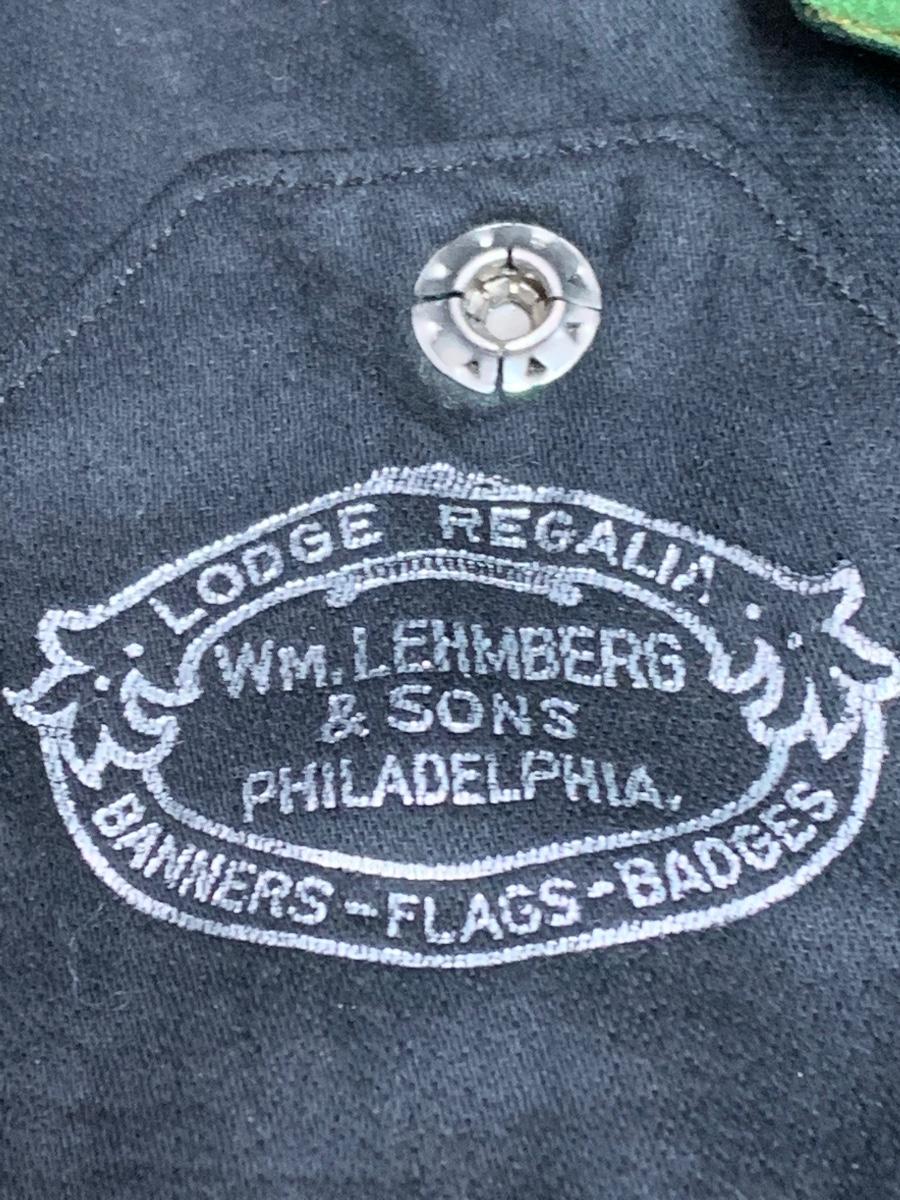 LODGE REGALIA
WM. LEHMBERG
& SONS
PHILADELPHIA.
BANNERS - FLAGS - BADGES